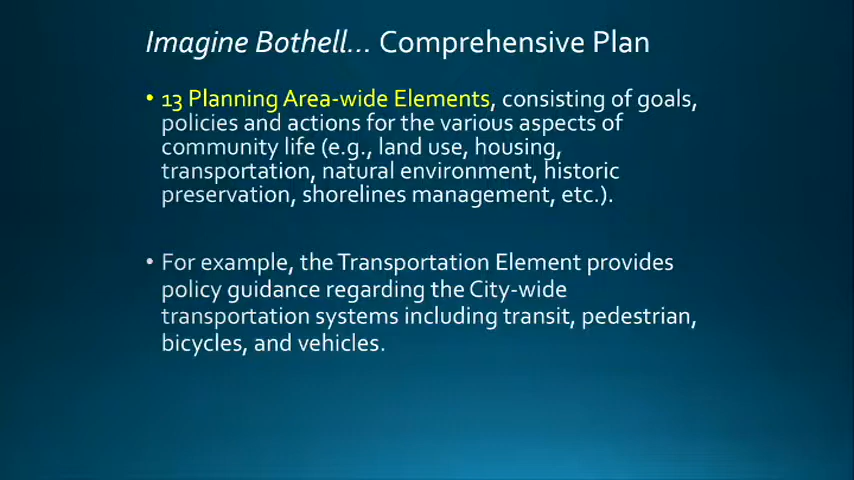 Imagine Bothell... Comprehensive Plan
• 13 Planning Area-wide Elements, consisting of goals,
policies and actions for the various aspects of
community life (e.g., land use, housing,
transportation, natural environment, historic
preservation, shorelines management, etc.).
• For example, the Transportation Element provides
policy guidance regarding the City-wide
transportation systems including transit, pedestrian,
bicycles, and vehicles.